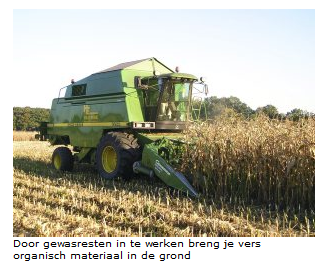 Door gewasresten in te werken breng je vers
organisch materiaal in de grond